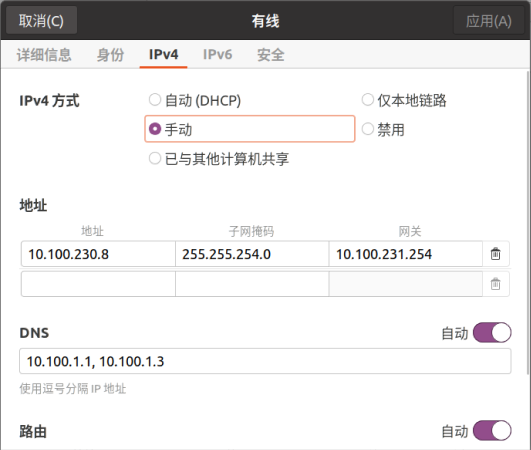 取消(C) 有线 应用(A)
详细信息 身份 IPv4 IPv6 安全
IPv4 方式 自动 (DHCP) 仅本地链路
手动 禁用
已与其他计算机共享
地址
地址 子网掩码 网关
10.100.230.8 255.255.254.0 10.100.231.254
DNS 自动
10.100.1.1, 10.100.1.3
使用逗号分隔 IP 地址
路由 自动